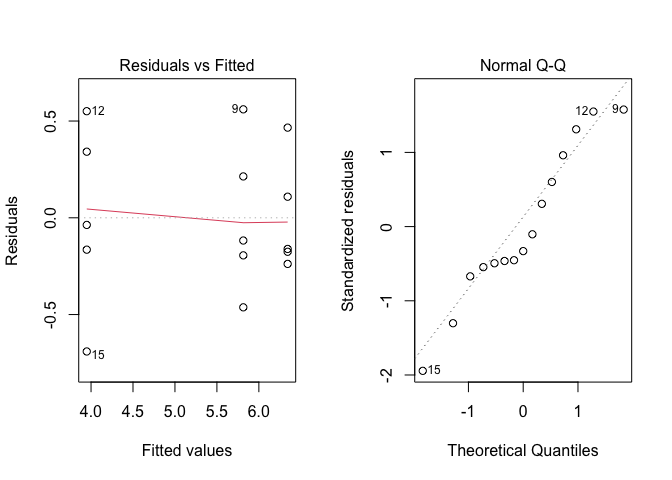 Residuals vs Fitted
Residuals
0.5
0.0
-0.5
12
9
15
4.0 4.5 5.0 5.5 6.0
Fitted values
Normal Q-Q
Standardized residuals
1
0
-1
-2
12
9
15
-1 0 1
Theoretical Quantiles